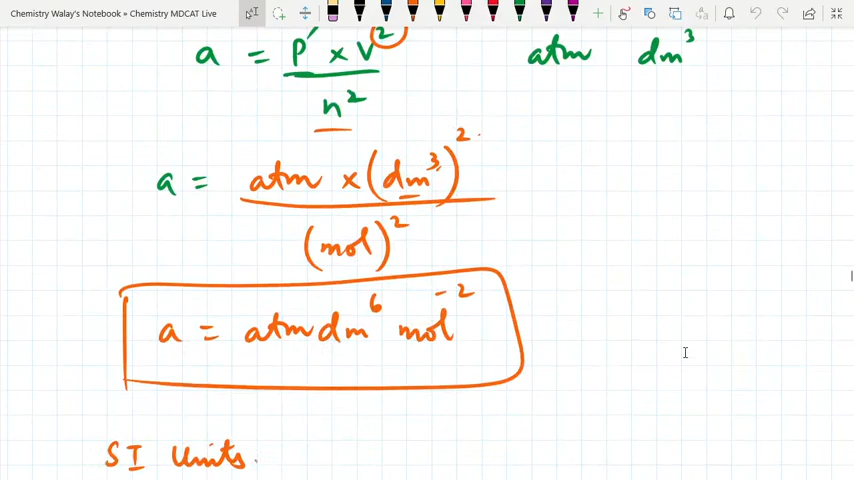 Chemistry Walay's Notebook » Chemistry MDCAT Live
a = P' × V² / n² atm dm³
a = atm × (dm³)² / (mol)²
a = atm dm⁶ mol⁻²
SI Units.